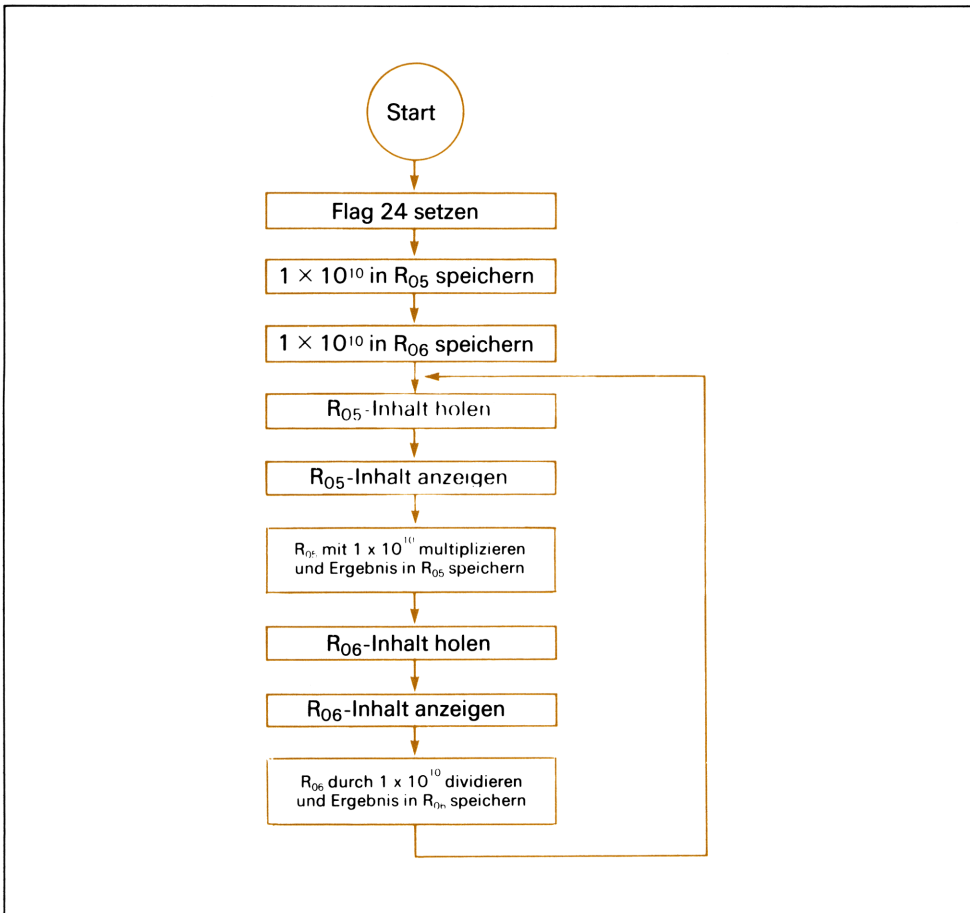 Start
Flag 24 setzen
1 × 10¹⁰ in R₀₅ speichern
1 × 10¹⁰ in R₀₆ speichern
R₀₅-Inhalt holen
R₀₅-Inhalt anzeigen
R₀₅ mit 1 x 10¹⁰ multiplizieren
und Ergebnis in R₀₅ speichern
R₀₆-Inhalt holen
R₀₆-Inhalt anzeigen
R₀₆ durch 1 x 10¹⁰ dividieren
und Ergebnis in R₀₆ speichern